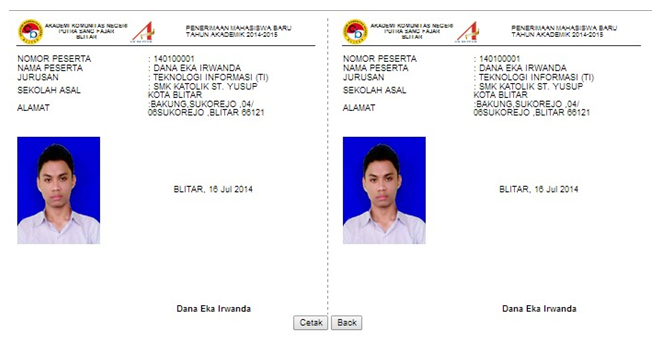 AKADEMI KOMUNITAS NEGERI
PUTRA SANG FAJAR
BLITAR
PENERIMAAN MAHASISWA BARU
TAHUN AKADEMIK 2014-2015
NOMOR PESERTA : 140100001
NAMA PESERTA : DANA EKA IRWANDA
JURUSAN : TEKNOLOGI INFORMASI (TI)
SEKOLAH ASAL : SMK KATOLIK ST. YUSUP
KOTA BLITAR
ALAMAT :BAKUNG,SUKOREJO ,04/
06SUKOREJO ,BLITAR 66121
BLITAR, 16 Jul 2014
Dana Eka Irwanda
AKADEMI KOMUNITAS NEGERI
PUTRA SANG FAJAR
BLITAR
PENERIMAAN MAHASISWA BARU
TAHUN AKADEMIK 2014-2015
NOMOR PESERTA : 140100001
NAMA PESERTA : DANA EKA IRWANDA
JURUSAN : TEKNOLOGI INFORMASI (TI)
SEKOLAH ASAL : SMK KATOLIK ST. YUSUP
KOTA BLITAR
ALAMAT :BAKUNG,SUKOREJO ,04/
06SUKOREJO ,BLITAR 66121
BLITAR, 16 Jul 2014
Dana Eka Irwanda
Cetak Back